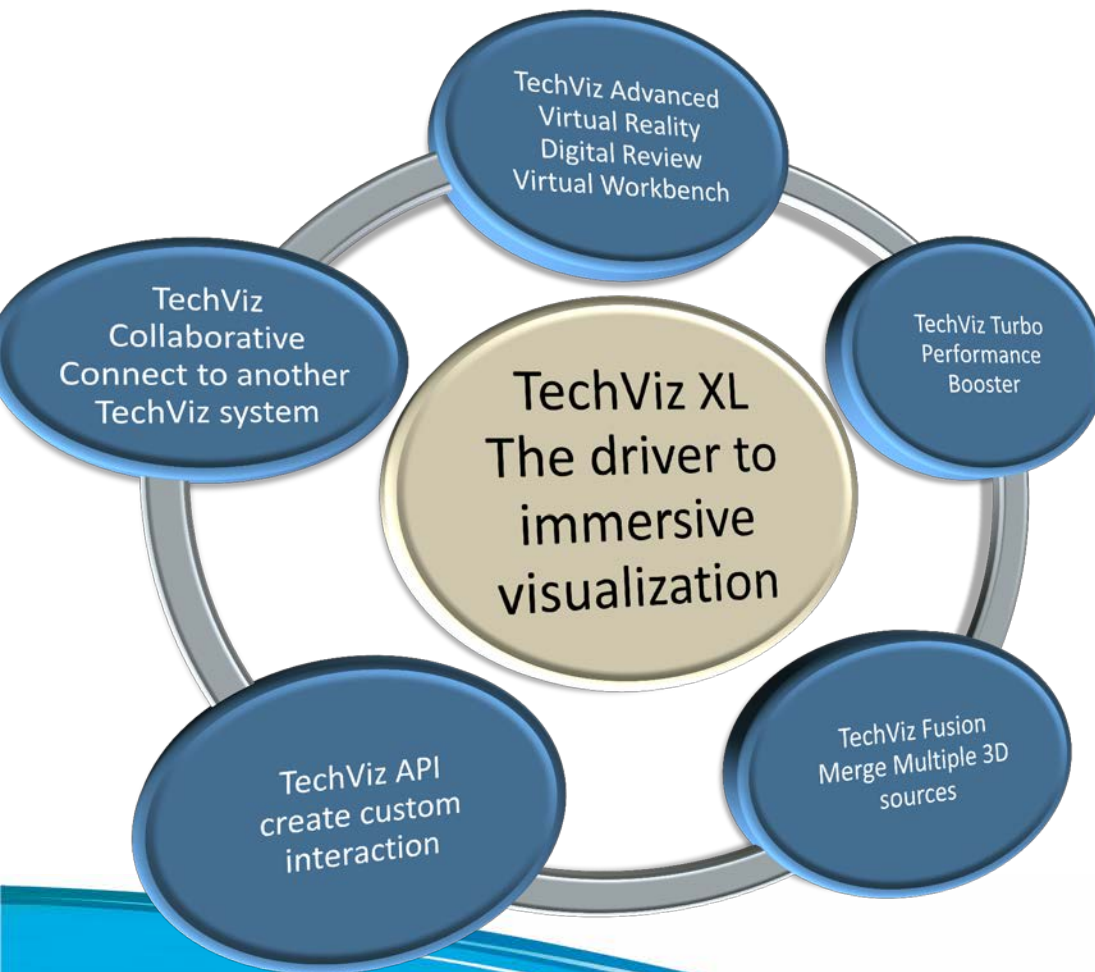 TechViz Advanced
Virtual Reality
Digital Review
Virtual Workbench
TechViz Turbo
Performance
Booster
TechViz
Collaborative
Connect to another
TechViz system
TechViz XL
The driver to
immersive
visualization
TechViz Fusion
Merge Multiple 3D
sources
TechViz API
create custom
interaction